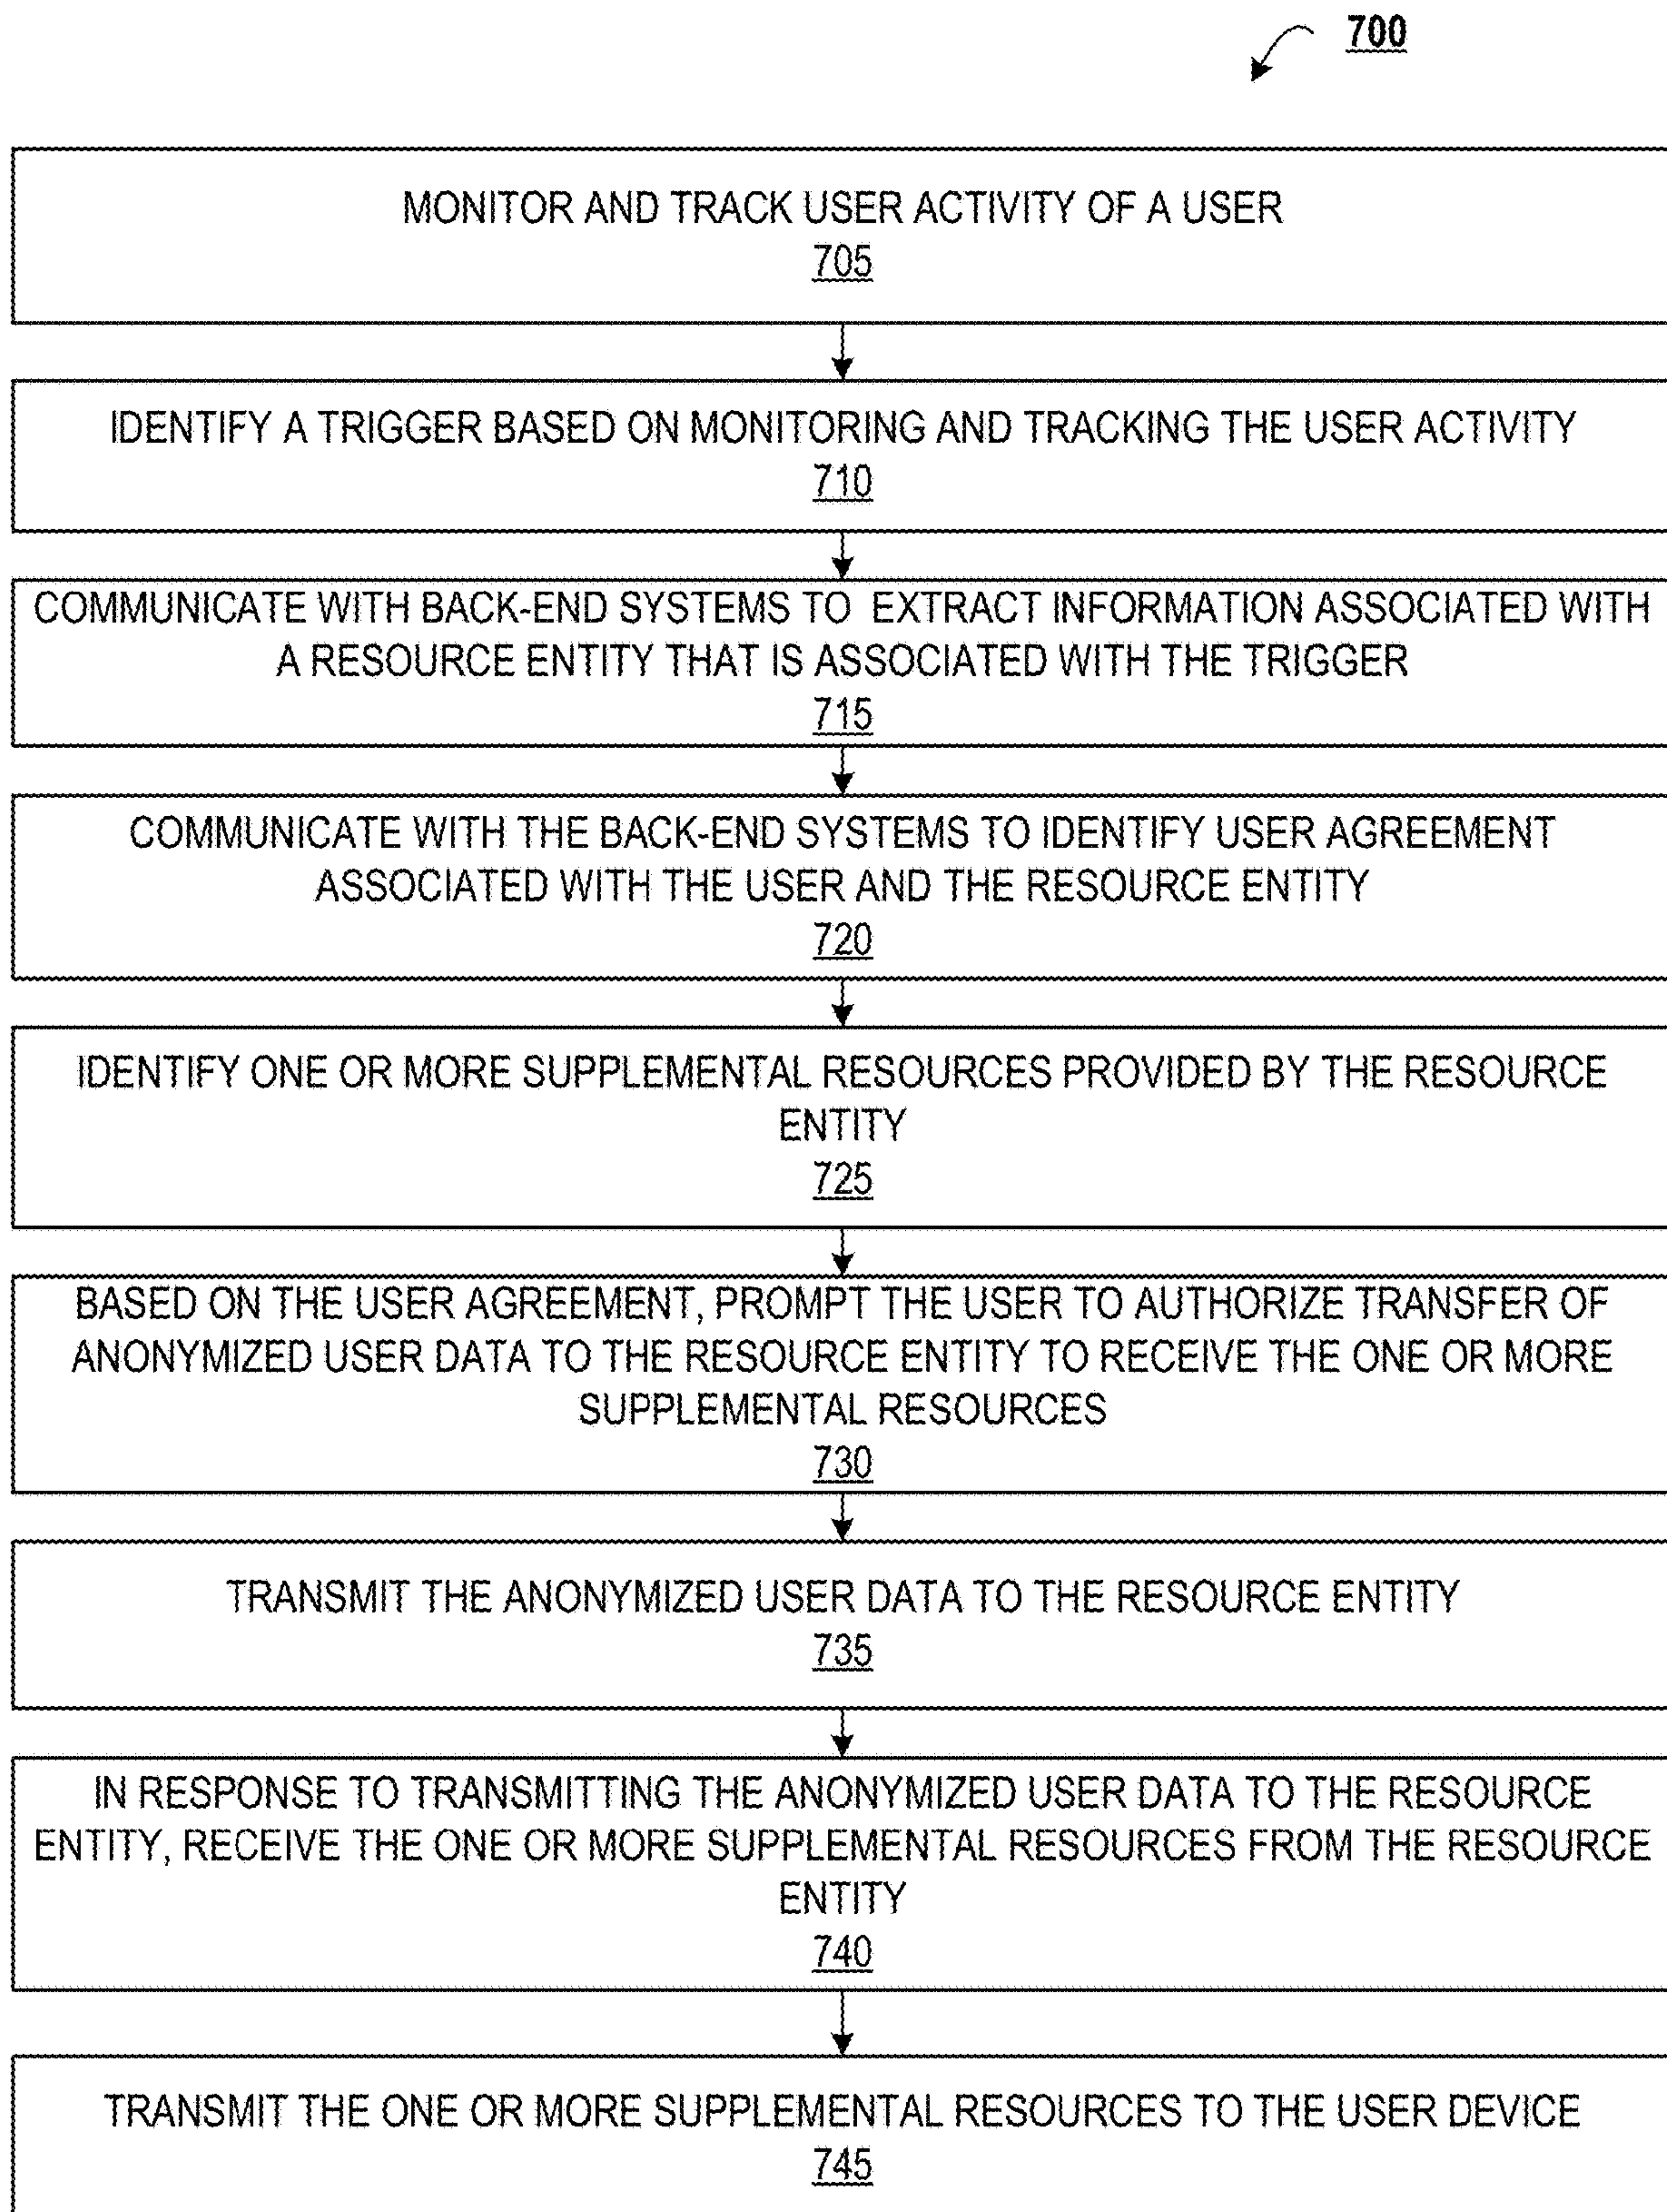 700
MONITOR AND TRACK USER ACTIVITY OF A USER
705
IDENTIFY A TRIGGER BASED ON MONITORING AND TRACKING THE USER ACTIVITY
710
COMMUNICATE WITH BACK-END SYSTEMS TO EXTRACT INFORMATION ASSOCIATED WITH
A RESOURCE ENTITY THAT IS ASSOCIATED WITH THE TRIGGER
715
COMMUNICATE WITH THE BACK-END SYSTEMS TO IDENTIFY USER AGREEMENT
ASSOCIATED WITH THE USER AND THE RESOURCE ENTITY
720
IDENTIFY ONE OR MORE SUPPLEMENTAL RESOURCES PROVIDED BY THE RESOURCE
ENTITY
725
BASED ON THE USER AGREEMENT, PROMPT THE USER TO AUTHORIZE TRANSFER OF
ANONYMIZED USER DATA TO THE RESOURCE ENTITY TO RECEIVE THE ONE OR MORE
SUPPLEMENTAL RESOURCES
730
TRANSMIT THE ANONYMIZED USER DATA TO THE RESOURCE ENTITY
735
IN RESPONSE TO TRANSMITTING THE ANONYMIZED USER DATA TO THE RESOURCE
ENTITY, RECEIVE THE ONE OR MORE SUPPLEMENTAL RESOURCES FROM THE RESOURCE
ENTITY
740
TRANSMIT THE ONE OR MORE SUPPLEMENTAL RESOURCES TO THE USER DEVICE
745